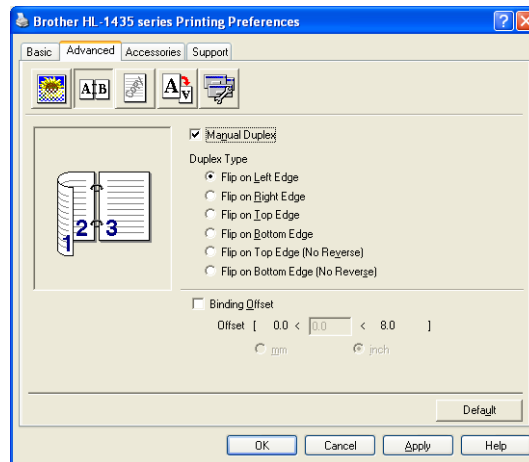 Brother HL-1435 series Printing Preferences
Basic Advanced Accessories Support
A B A A
Manual Duplex
Duplex Type
Flip on Left Edge
Flip on Right Edge
Flip on Top Edge
Flip on Bottom Edge
Flip on Top Edge (No Reverse)
Flip on Bottom Edge (No Reverse)
1 2 3
Binding Offset
Offset [ 0.0 < 0.0 < 8.0 ]
mm inch
Default
OK Cancel Apply Help